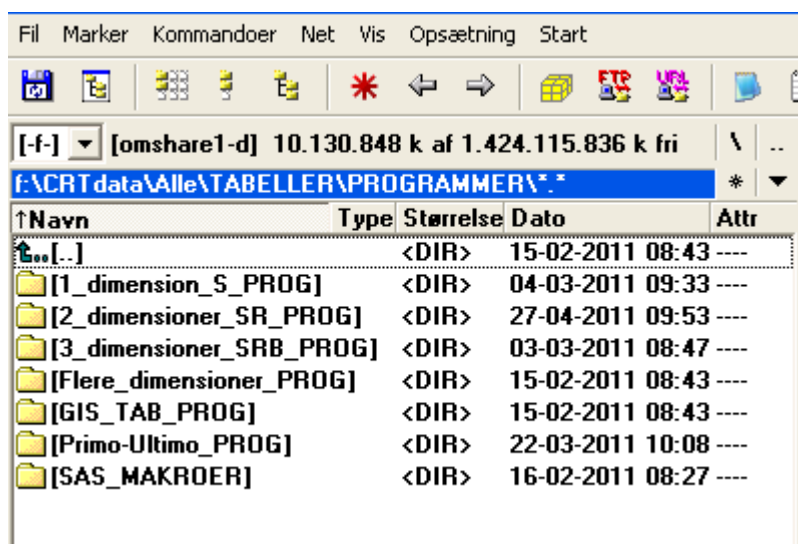 Fil Marker Kommandoer Net Vis Opsætning Start
FTP URL
[-f-] [omshare1-d] 10.130.848 k af 1.424.115.836 k fri \ ..
f:\CRTdata\Alle\TABELLER\PROGRAMMER\*.* * ▼
↑Navn Type Størrelse Dato Attr
[..] <DIR> 15-02-2011 08:43 ----
[1_dimension_S_PROG] <DIR> 04-03-2011 09:33 ----
[2_dimensioner_SR_PROG] <DIR> 27-04-2011 09:53 ----
[3_dimensioner_SRB_PROG] <DIR> 03-03-2011 08:47 ----
[Flere_dimensioner_PROG] <DIR> 15-02-2011 08:43 ----
[GIS_TAB_PROG] <DIR> 15-02-2011 08:43 ----
[Primo-Ultimo_PROG] <DIR> 22-03-2011 10:08 ----
[SAS_MAKROER] <DIR> 16-02-2011 08:27 ----